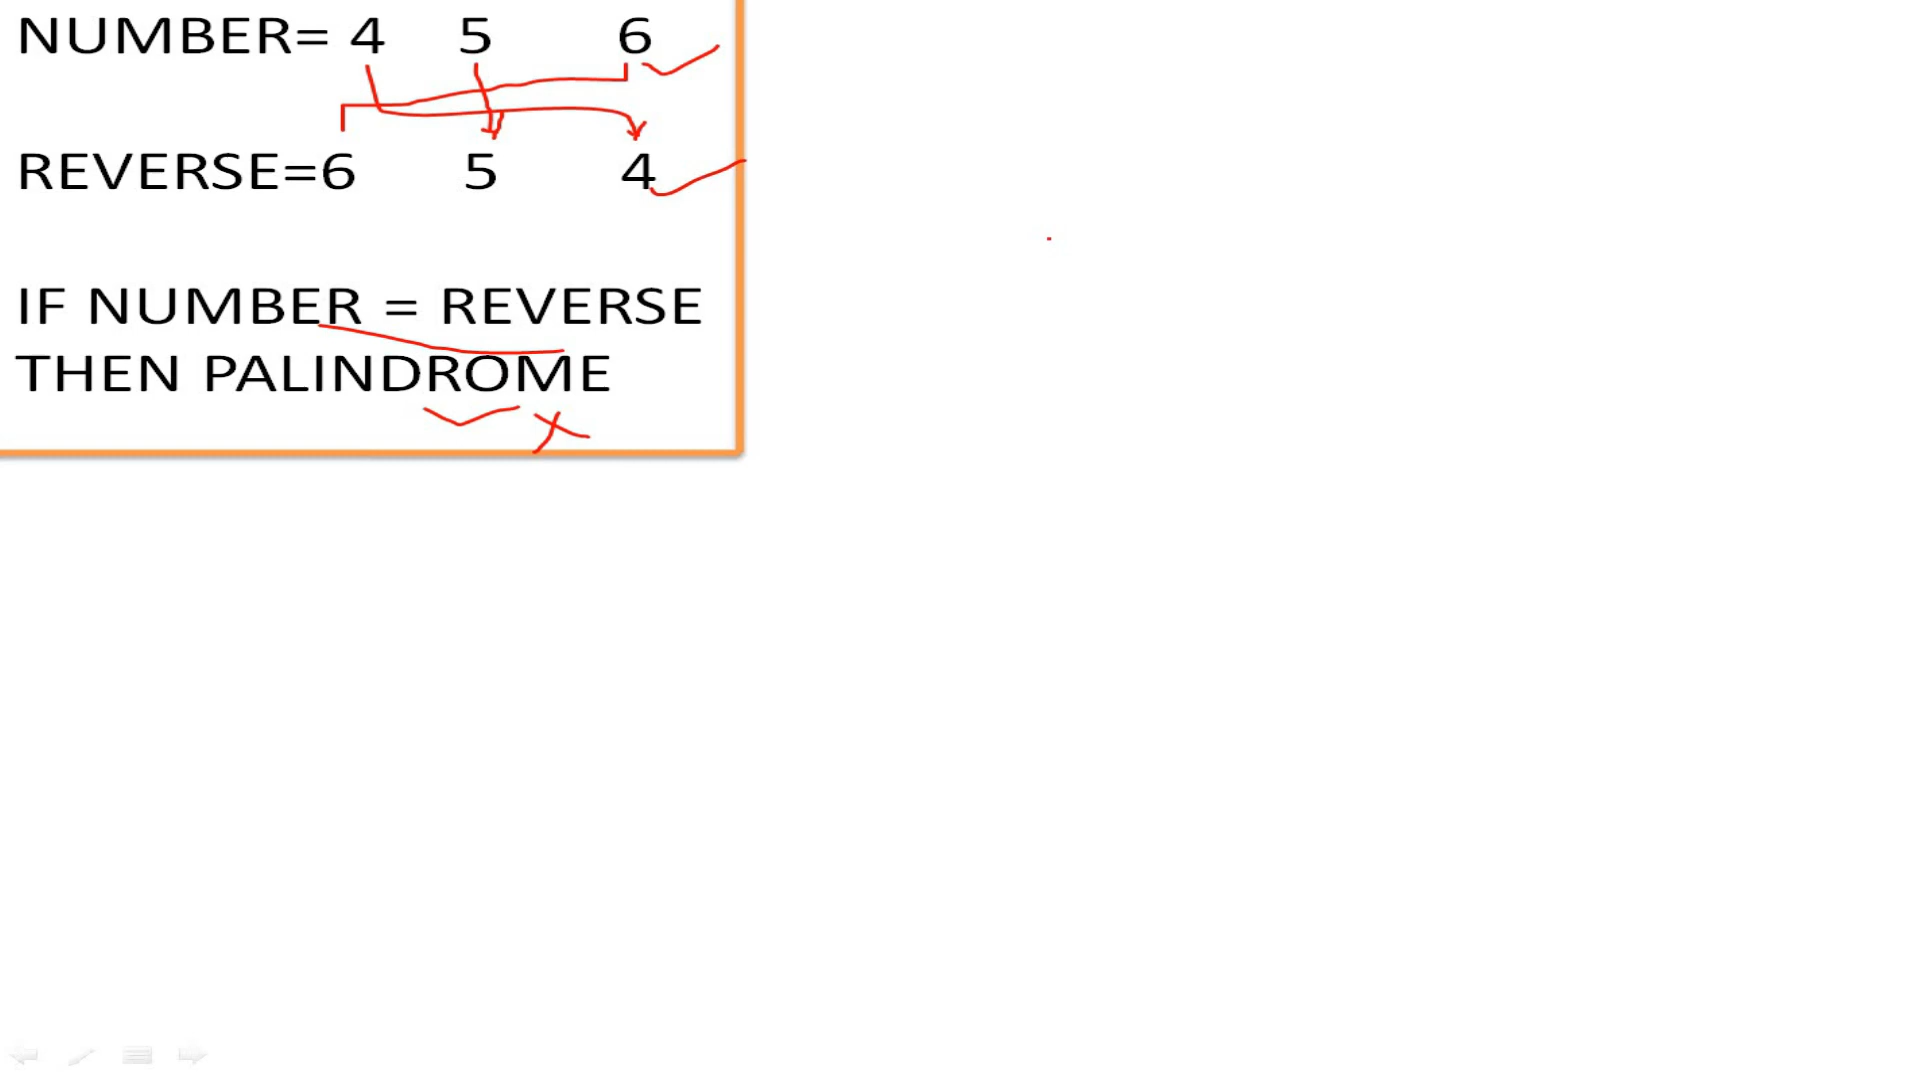 NUMBER= 4 5 6
REVERSE=6 5 4
IF NUMBER = REVERSE
THEN PALINDROME